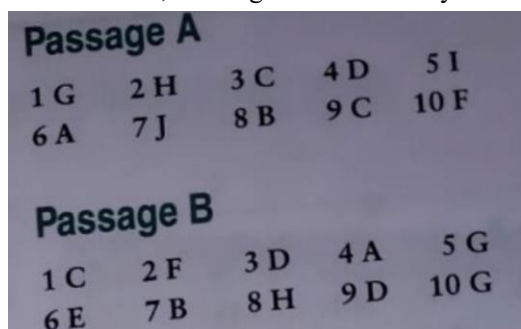 Passage A
1 G 2 H 3 C 4 D 5 I
6 A 7 J 8 B 9 C 10 F
Passage B
1 C 2 F 3 D 4 A 5 G
6 E 7 B 8 H 9 D 10 G